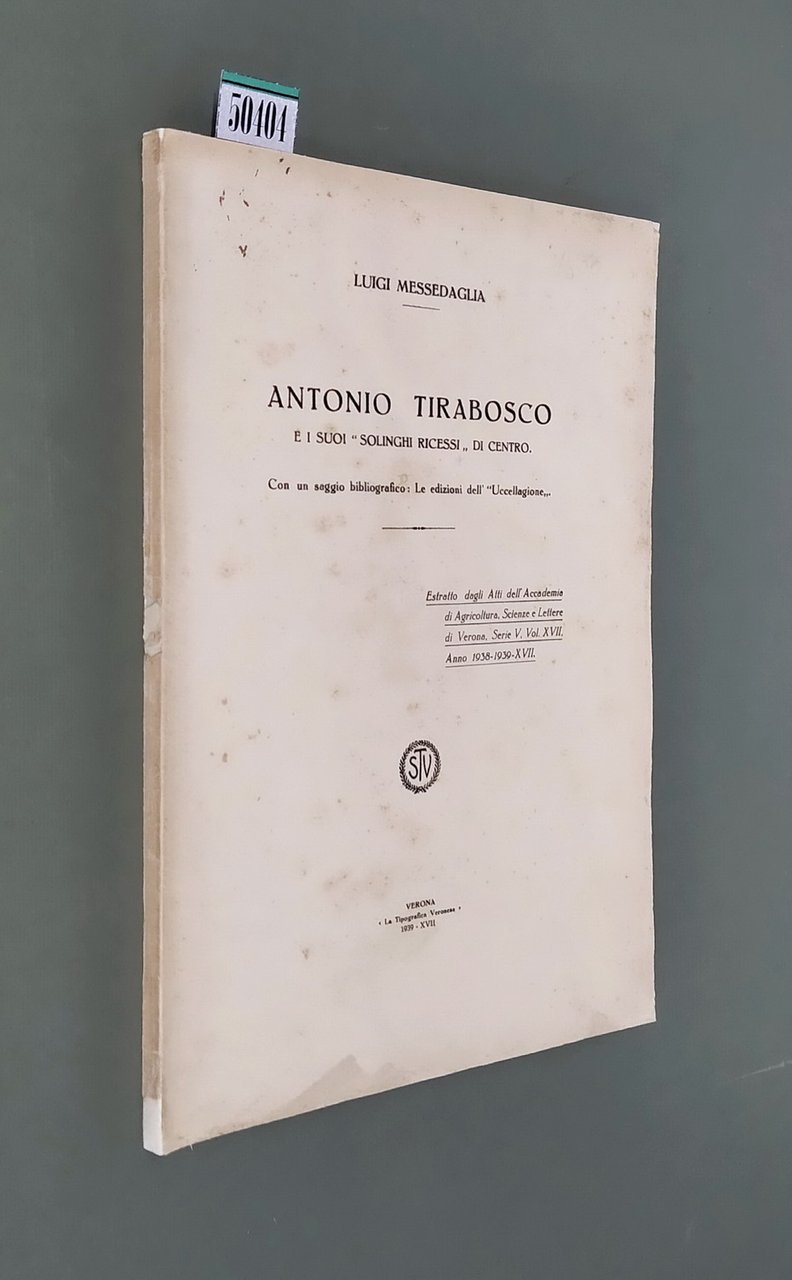 50404
LUIGI MESSEDAGLIA
ANTONIO TIRABOSCO
E I SUOI “ SOLINGHI RICESSI „ DI CENTRO.
Con un saggio bibliografico: Le edizioni dell' “Uccellagione„.
Estratto dagli Atti dell'Accademia
di Agricoltura, Scienze e Lettere
di Verona, Serie V, Vol. XVII,
Anno 1938-1939-XVII.
STV
VERONA
« La Tipografica Veronese »
1939 - XVII